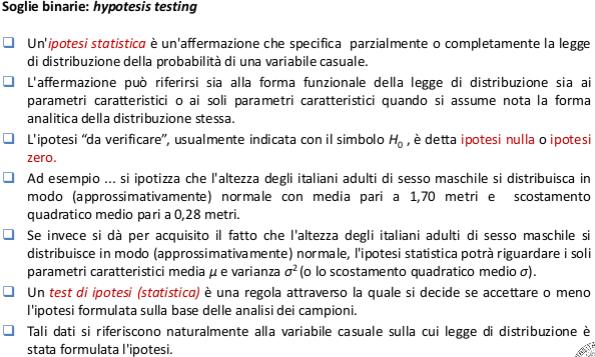 Soglie binarie: hypotesis testing
Un'ipotesi statistica è un'affermazione che specifica parzialmente o completamente la legge
di distribuzione della probabilità di una variabile casuale.
L'affermazione può riferirsi sia alla forma funzionale della legge di distribuzione sia ai
parametri caratteristici o ai soli parametri caratteristici quando si assume nota la forma
analitica della distribuzione stessa.
L'ipotesi “da verificare”, usualmente indicata con il simbolo H0 , è detta ipotesi nulla o ipotesi
zero.
Ad esempio ... si ipotizza che l'altezza degli italiani adulti di sesso maschile si distribuisca in
modo (approssimativamente) normale con media pari a 1,70 metri e scostamento
quadratico medio pari a 0,28 metri.
Se invece si dà per acquisito il fatto che l'altezza degli italiani adulti di sesso maschile si
distribuisce in modo (approssimativamente) normale, l'ipotesi statistica potrà riguardare i soli
parametri caratteristici media μ e varianza σ² (o lo scostamento quadratico medio σ).
Un test di ipotesi (statistica) è una regola attraverso la quale si decide se accettare o meno
l'ipotesi formulata sulla base delle analisi dei campioni.
Tali dati si riferiscono naturalmente alla variabile casuale sulla cui legge di distribuzione è
stata formulata l'ipotesi.